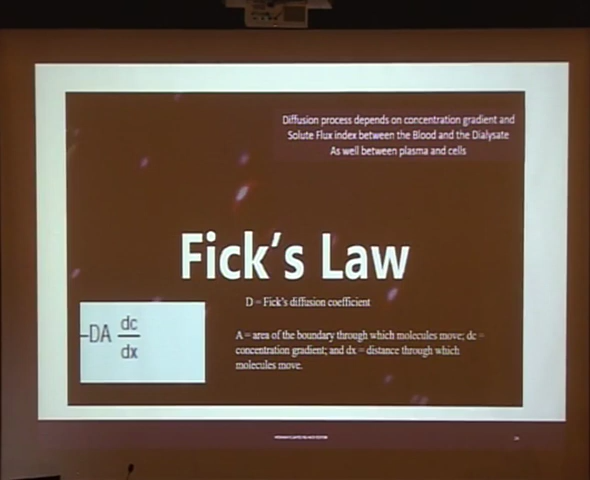 Diffusion process depends on concentration gradient and
Solute Flux index between the Blood and the Dialysate
As well between plasma and cells
Fick's Law
D = Fick's diffusion coefficient
-DA dc
dx
A = area of the boundary through which molecules move; dc =
concentration gradient; and dx = distance through which
molecules move.